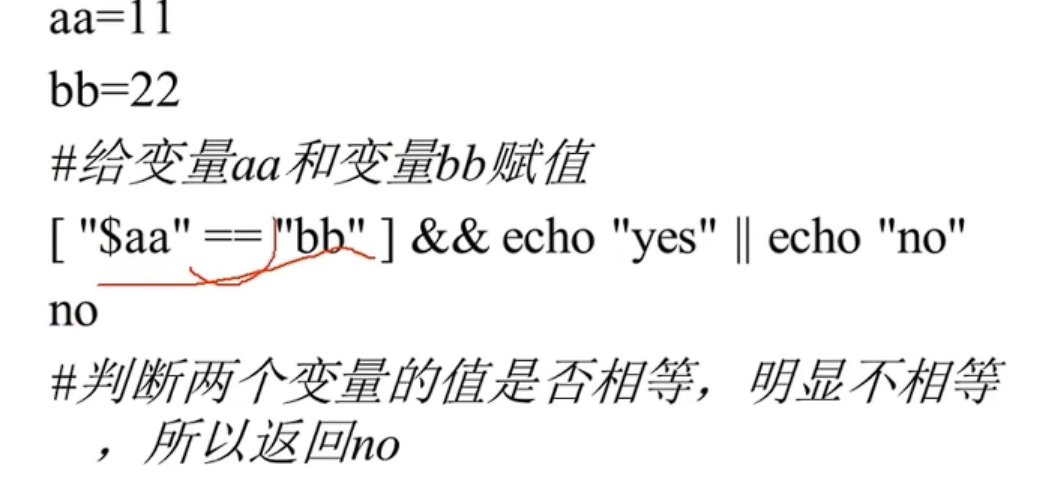 aa=11
bb=22
#给变量aa和变量bb赋值
[ "$aa" == "bb" ] && echo "yes" || echo "no"
no
#判断两个变量的值是否相等，明显不相等
，所以返回no